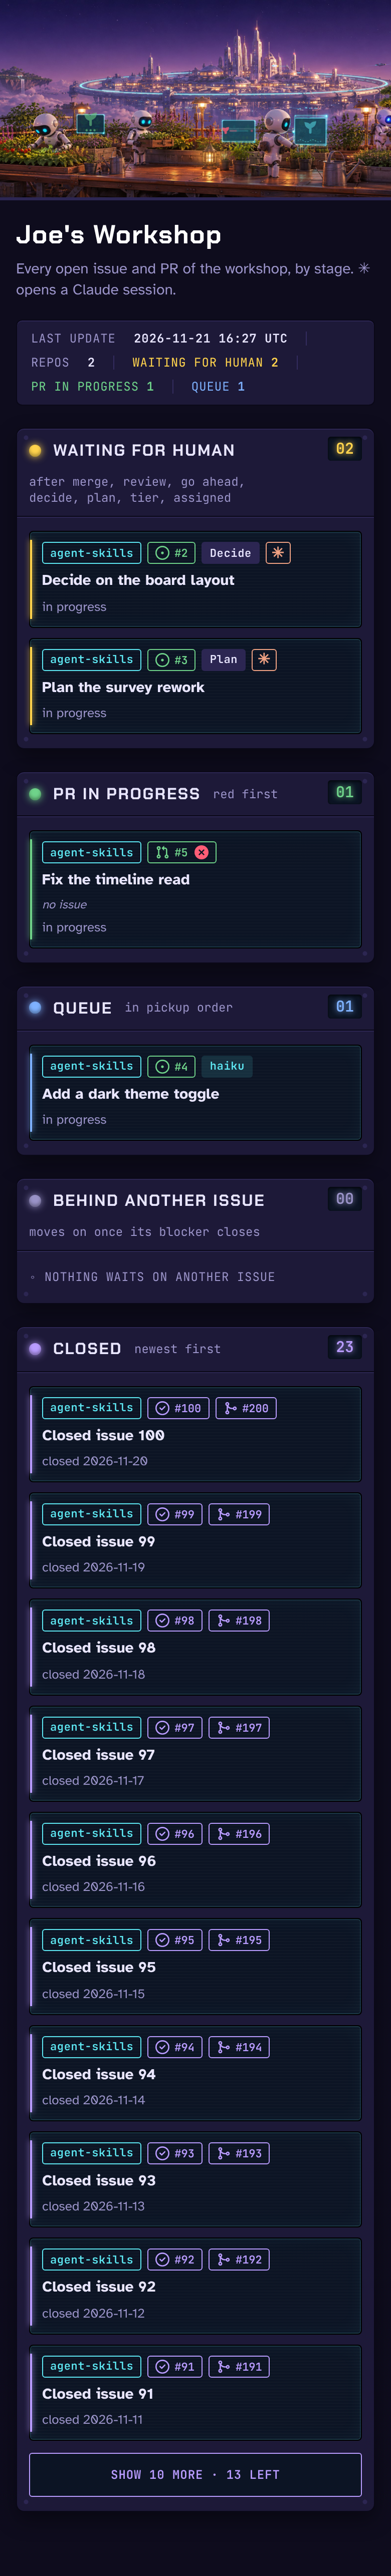 Joe's Workshop
Every open issue and PR of the workshop, by stage. ✳
opens a Claude session.
LAST UPDATE 2026-11-21 16:27 UTC
REPOS 2 WAITING FOR HUMAN 2
PR IN PROGRESS 1 QUEUE 1
WAITING FOR HUMAN 02
after merge, review, go ahead,
decide, plan, tier, assigned
agent-skills #2 Decide
Decide on the board layout
in progress
agent-skills #3 Plan
Plan the survey rework
in progress
PR IN PROGRESS red first 01
agent-skills #5
Fix the timeline read
no issue
in progress
QUEUE in pickup order 01
agent-skills #4 haiku
Add a dark theme toggle
in progress
BEHIND ANOTHER ISSUE 00
moves on once its blocker closes
NOTHING WAITS ON ANOTHER ISSUE
CLOSED newest first 23
agent-skills #100 #200
Closed issue 100
closed 2026-11-20
agent-skills #99 #199
Closed issue 99
closed 2026-11-19
agent-skills #98 #198
Closed issue 98
closed 2026-11-18
agent-skills #97 #197
Closed issue 97
closed 2026-11-17
agent-skills #96 #196
Closed issue 96
closed 2026-11-16
agent-skills #95 #195
Closed issue 95
closed 2026-11-15
agent-skills #94 #194
Closed issue 94
closed 2026-11-14
agent-skills #93 #193
Closed issue 93
closed 2026-11-13
agent-skills #92 #192
Closed issue 92
closed 2026-11-12
agent-skills #91 #191
Closed issue 91
closed 2026-11-11
SHOW 10 MORE · 13 LEFT